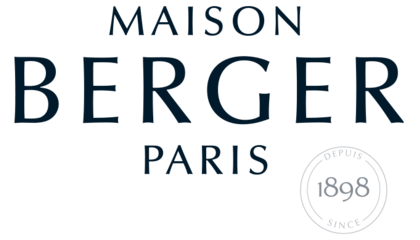 MAISON
BERGER
PARIS
DEPUIS
1898
SINCE